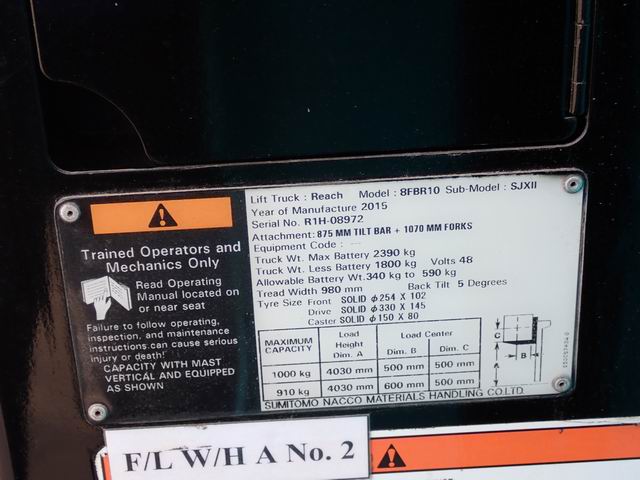 Trained Operators and
Mechanics Only
Read Operating
Manual located on
or near seat
Failure to follow operating,
inspection, and maintenance
instructions can cause serious
injury or death!
CAPACITY WITH MAST
VERTICAL AND EQUIPPED
AS SHOWN
Lift Truck : Reach Model : 8FBR10 Sub-Model : SJXII
Year of Manufacture 2015
Serial No. R1H-08972
Attachment: 875 MM TILT BAR + 1070 MM FORKS
Equipment Code : ---
Truck Wt. Max Battery 2390 kg
Truck Wt. Less Battery 1800 kg Volts 48
Allowable Battery Wt. 340 kg to 590 kg
Tread Width 980 mm Back Tilt 5 Degrees
Tyre Size Front SOLID φ254 X 102
Drive SOLID φ330 X 145
Caster SOLID φ150 X 80
MAXIMUM CAPACITY Load Height Dim. A Load Center Dim. B Dim. C
1000 kg 4030 mm 500 mm 500 mm
910 kg 4030 mm 600 mm 500 mm
C
B
A
SUMITOMO NACCO MATERIALS HANDLING CO.LTD.
F/L W/H A No. 2